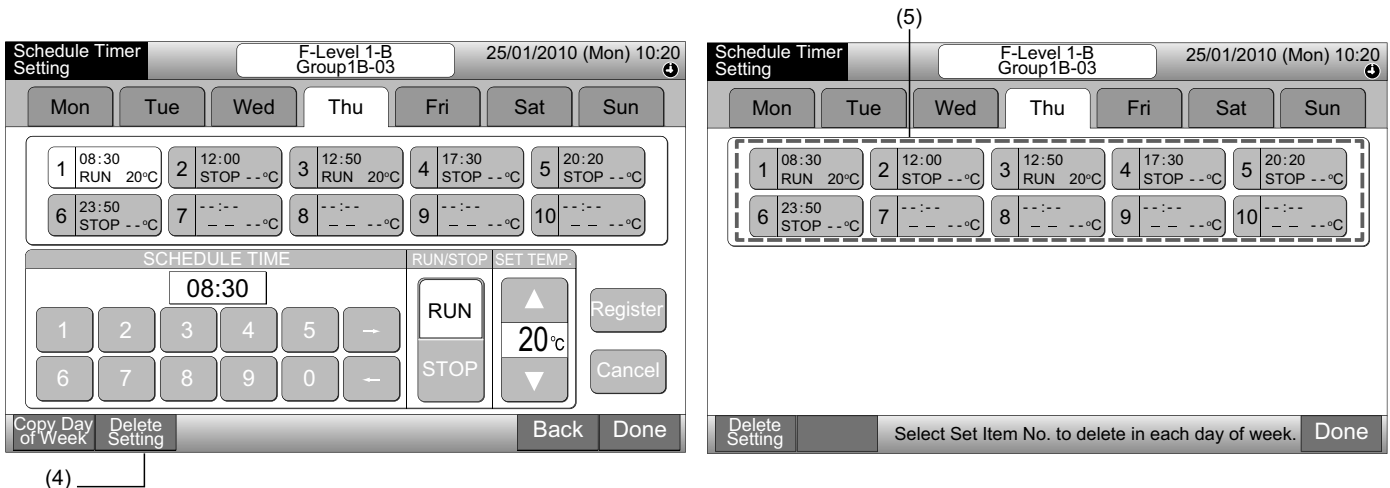 (5)
Schedule Timer
Setting
F-Level 1-B
Group1B-03
25/01/2010 (Mon) 10:20
Mon Tue Wed Thu Fri Sat Sun
1 08:30 RUN 20°C
2 12:00 STOP --°C
3 12:50 RUN 20°C
4 17:30 STOP --°C
5 20:20 STOP --°C
6 23:50 STOP --°C
7 --:-- – – --°C
8 --:-- – – --°C
9 --:-- – – --°C
10 --:-- – – --°C
SCHEDULE TIME RUN/STOP SET TEMP.
08:30
1 2 3 4 5 →
6 7 8 9 0 ←
RUN
STOP
▲
20°C
▼
Register
Cancel
Copy Day
of Week
Delete
Setting
Back Done
(4)
Schedule Timer
Setting
F-Level 1-B
Group1B-03
25/01/2010 (Mon) 10:20
Mon Tue Wed Thu Fri Sat Sun
1 08:30 RUN 20°C
2 12:00 STOP --°C
3 12:50 RUN 20°C
4 17:30 STOP --°C
5 20:20 STOP --°C
6 23:50 STOP --°C
7 --:-- – – --°C
8 --:-- – – --°C
9 --:-- – – --°C
10 --:-- – – --°C
Delete
Setting
Select Set Item No. to delete in each day of week.
Done